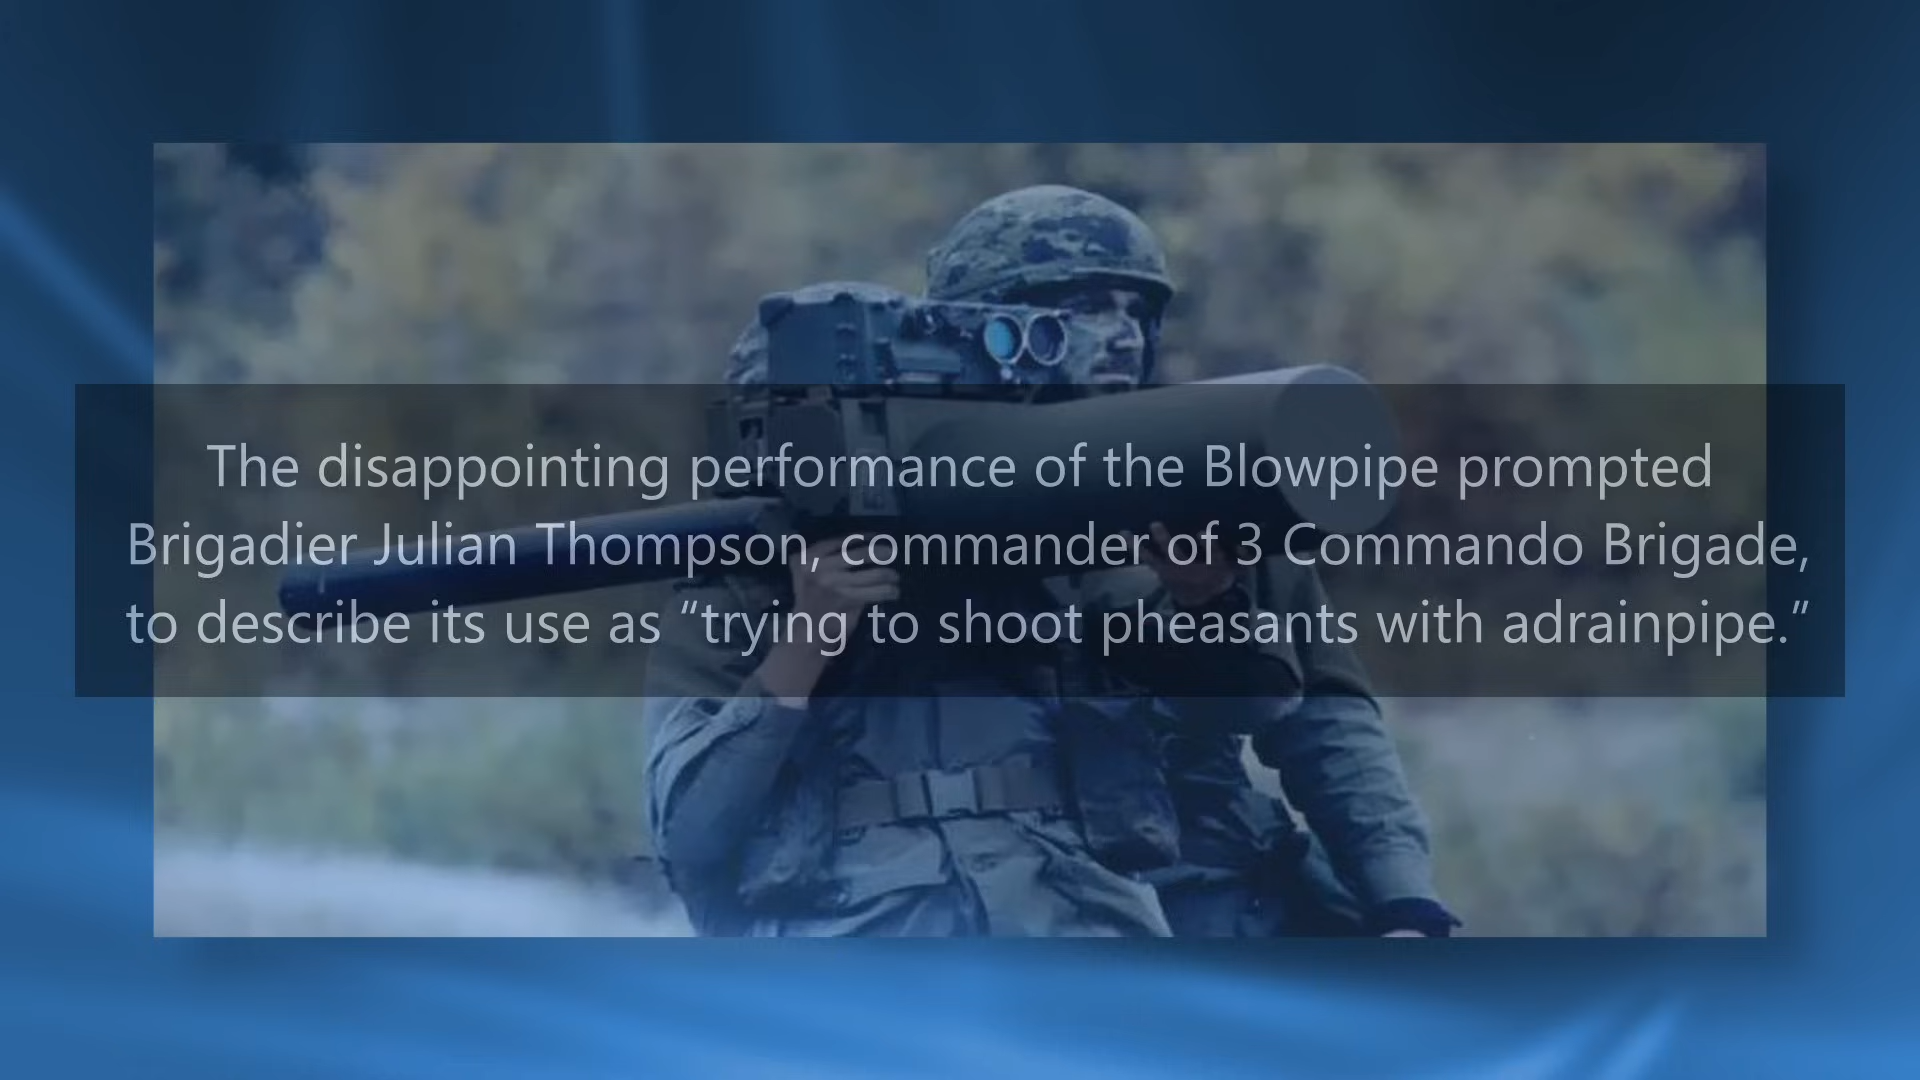 The disappointing performance of the Blowpipe prompted
Brigadier Julian Thompson, commander of 3 Commando Brigade,
to describe its use as “trying to shoot pheasants with adrainpipe.”